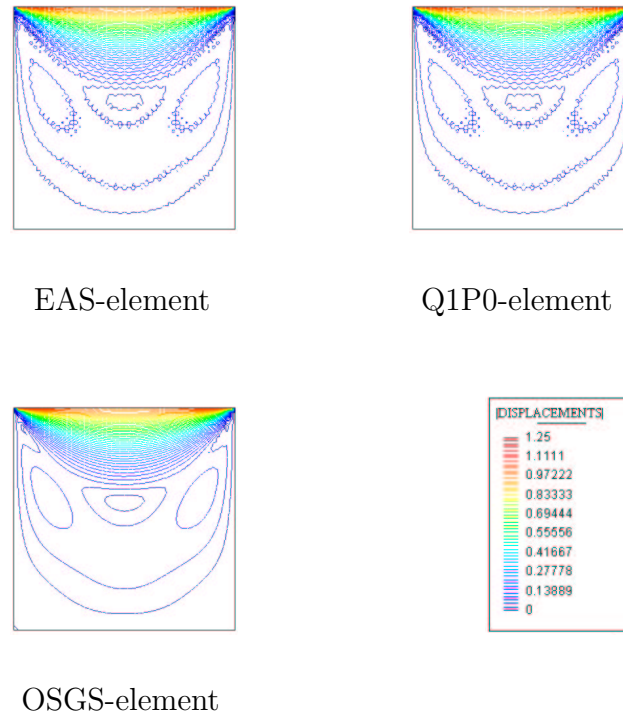 EAS-element
Q1P0-element
|DISPLACEMENTS|
1.25
1.1111
0.97222
0.83333
0.69444
0.55556
0.41667
0.27778
0.13889
0
OSGS-element